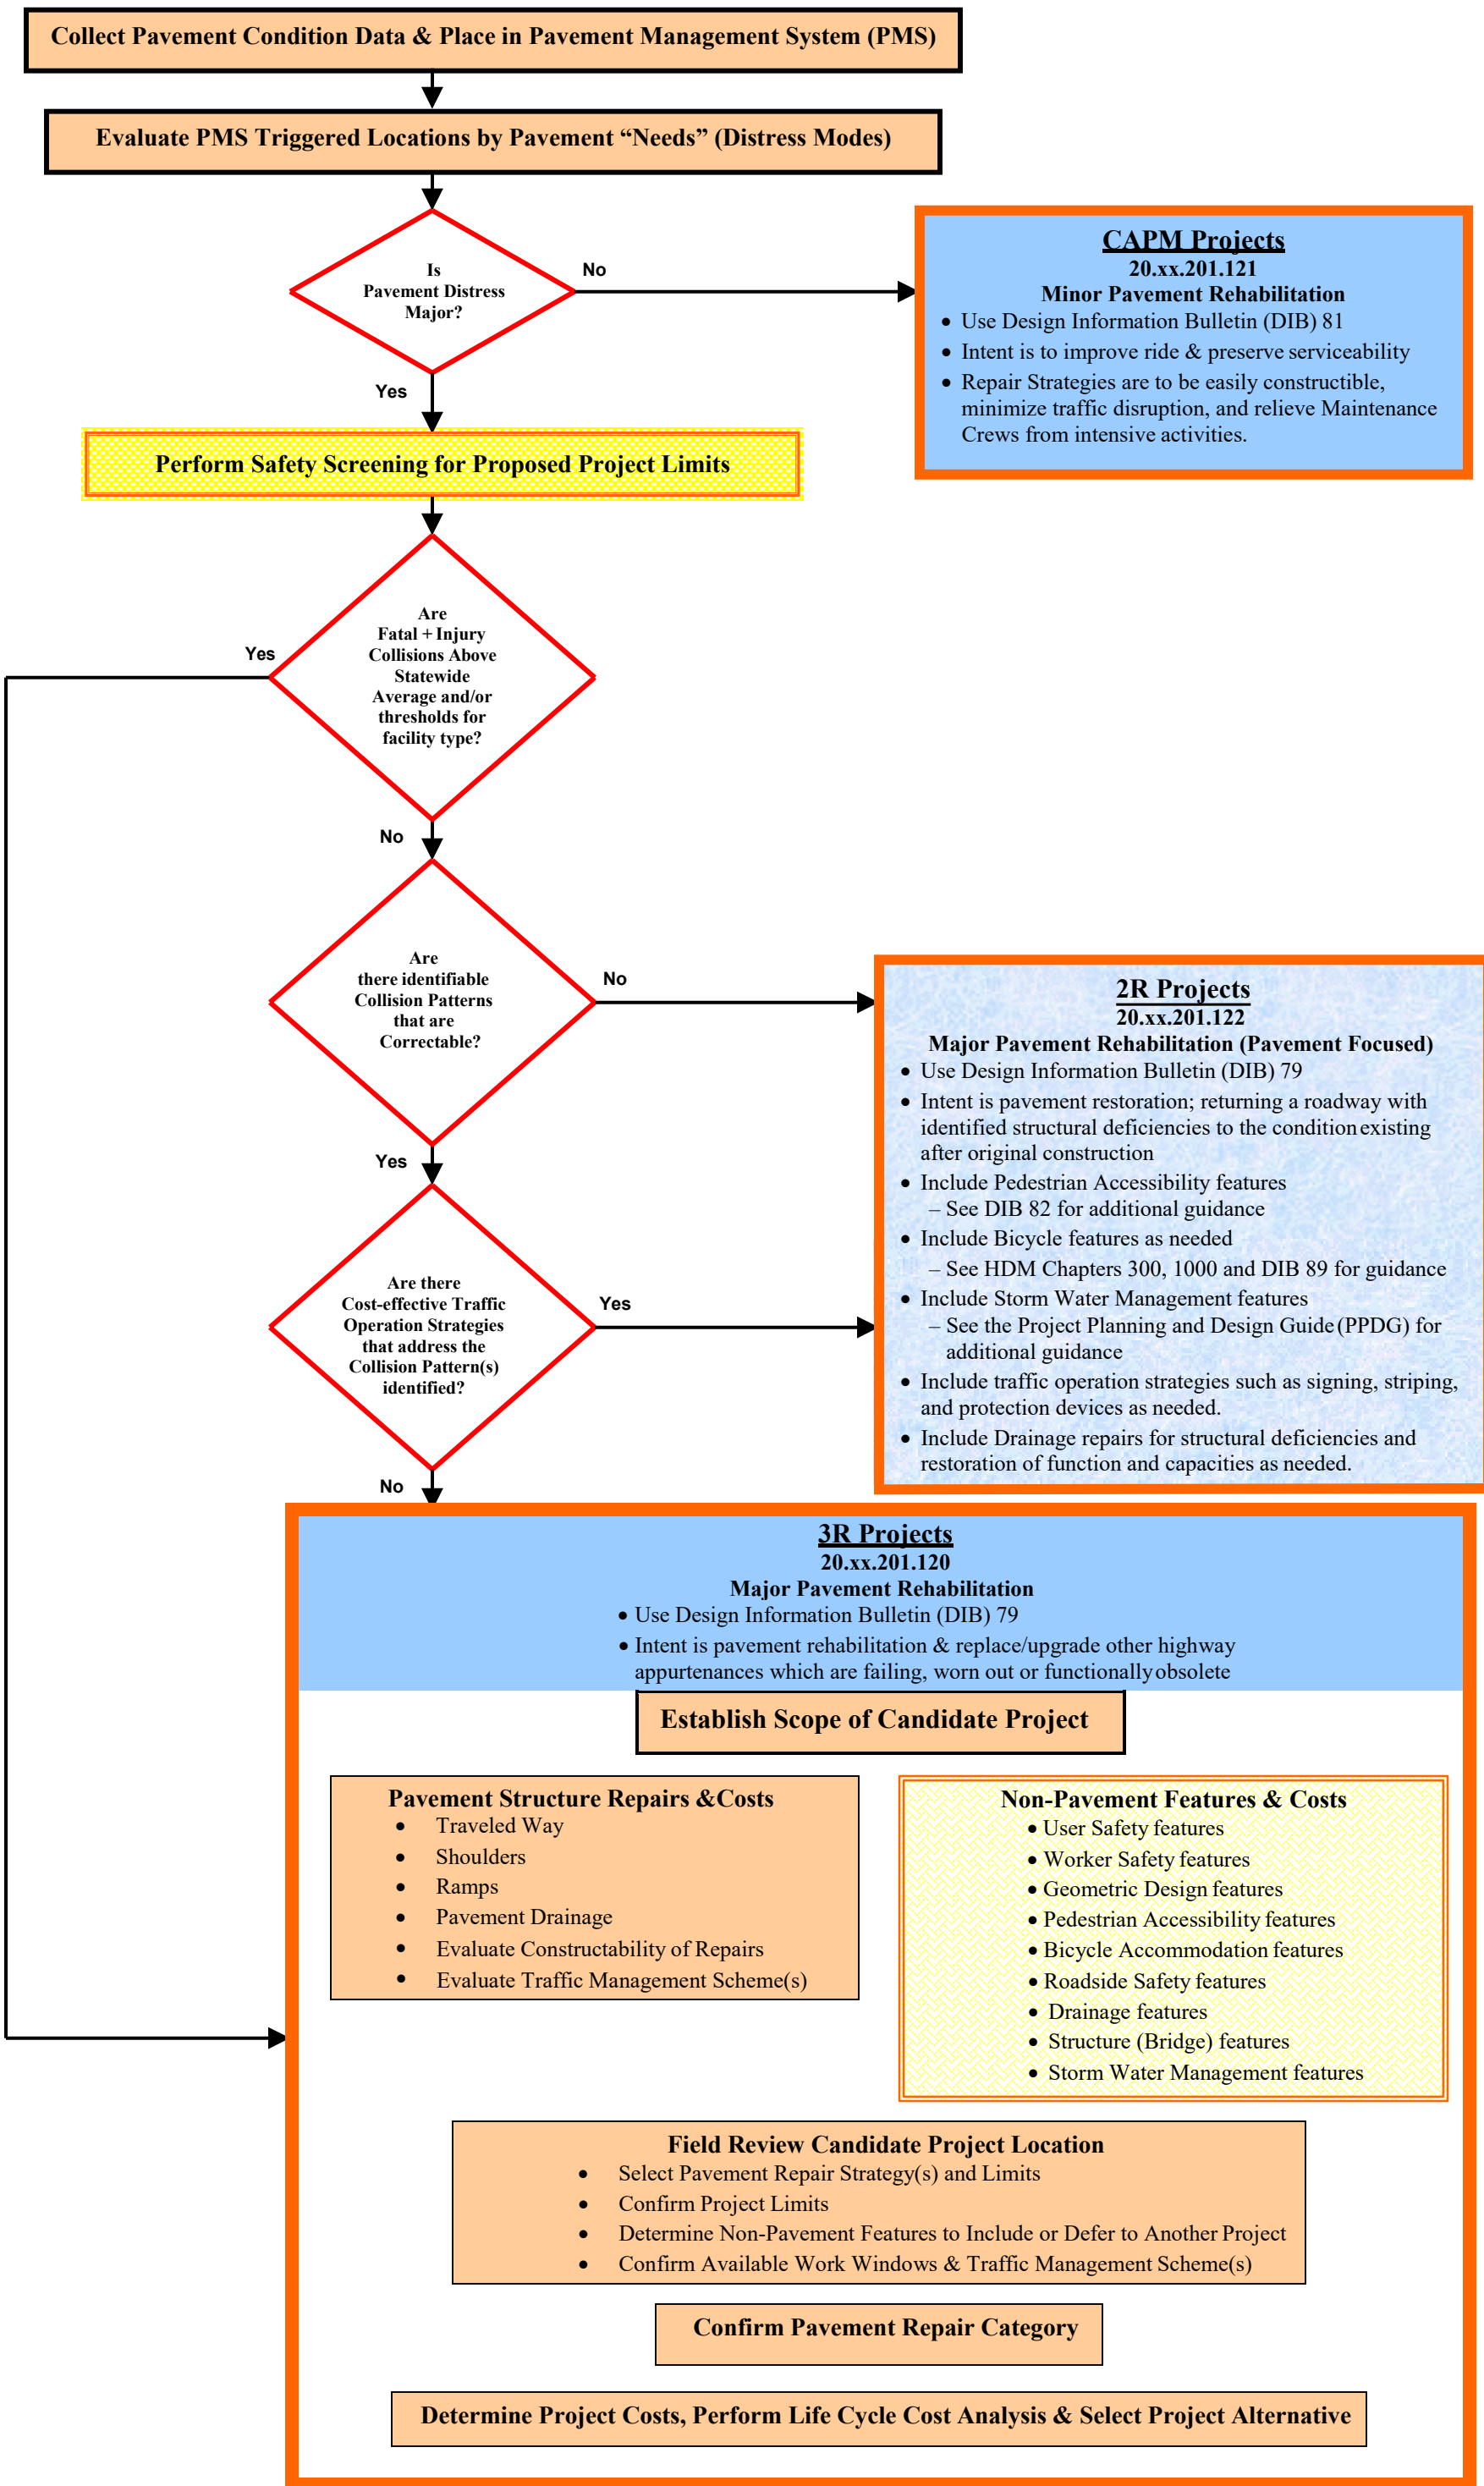 Collect Pavement Condition Data & Place in Pavement Management System (PMS)
Evaluate PMS Triggered Locations by Pavement “Needs” (Distress Modes)
Is
Pavement Distress
Major?
No
Yes
CAPM Projects
20.xx.201.121
Minor Pavement Rehabilitation
• Use Design Information Bulletin (DIB) 81
• Intent is to improve ride & preserve serviceability
• Repair Strategies are to be easily constructible,
minimize traffic disruption, and relieve Maintenance
Crews from intensive activities.
Perform Safety Screening for Proposed Project Limits
Are
Fatal + Injury
Collisions Above
Statewide
Average and/or
thresholds for
facility type?
Yes
No
Are
there identifiable
Collision Patterns
that are
Correctable?
No
Yes
Are there
Cost-effective Traffic
Operation Strategies
that address the
Collision Pattern(s)
identified?
Yes
No
2R Projects
20.xx.201.122
Major Pavement Rehabilitation (Pavement Focused)
• Use Design Information Bulletin (DIB) 79
• Intent is pavement restoration; returning a roadway with
identified structural deficiencies to the condition existing
after original construction
• Include Pedestrian Accessibility features
– See DIB 82 for additional guidance
• Include Bicycle features as needed
– See HDM Chapters 300, 1000 and DIB 89 for guidance
• Include Storm Water Management features
– See the Project Planning and Design Guide (PPDG) for
additional guidance
• Include traffic operation strategies such as signing, striping,
and protection devices as needed.
• Include Drainage repairs for structural deficiencies and
restoration of function and capacities as needed.
3R Projects
20.xx.201.120
Major Pavement Rehabilitation
• Use Design Information Bulletin (DIB) 79
• Intent is pavement rehabilitation & replace/upgrade other highway
appurtenances which are failing, worn out or functionally obsolete
Establish Scope of Candidate Project
Pavement Structure Repairs &Costs
• Traveled Way
• Shoulders
• Ramps
• Pavement Drainage
• Evaluate Constructability of Repairs
• Evaluate Traffic Management Scheme(s)
Non-Pavement Features & Costs
• User Safety features
• Worker Safety features
• Geometric Design features
• Pedestrian Accessibility features
• Bicycle Accommodation features
• Roadside Safety features
• Drainage features
• Structure (Bridge) features
• Storm Water Management features
Field Review Candidate Project Location
• Select Pavement Repair Strategy(s) and Limits
• Confirm Project Limits
• Determine Non-Pavement Features to Include or Defer to Another Project
• Confirm Available Work Windows & Traffic Management Scheme(s)
Confirm Pavement Repair Category
Determine Project Costs, Perform Life Cycle Cost Analysis & Select Project Alternative